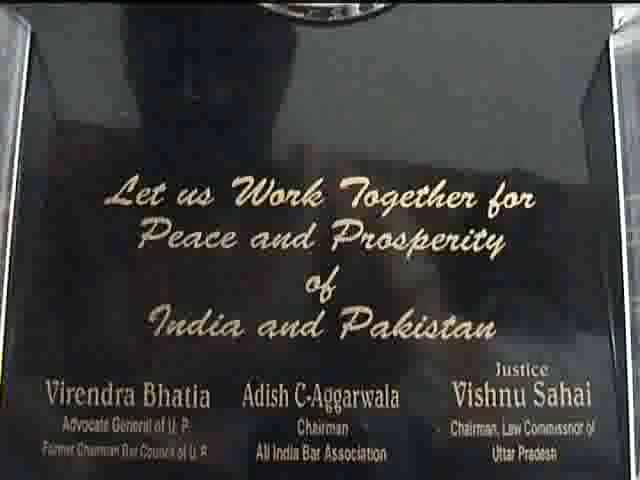 Let us Work Together for
Peace and Prosperity
of
India and Pakistan
Virendra Bhatia
Advocate General of U. P.
Former Chairman Bar Council of U. P.
Adish C-Aggarwala
Chairman
All India Bar Association
Justice
Vishnu Sahai
Chairman, Law Commissnor of
Uttar Pradesh